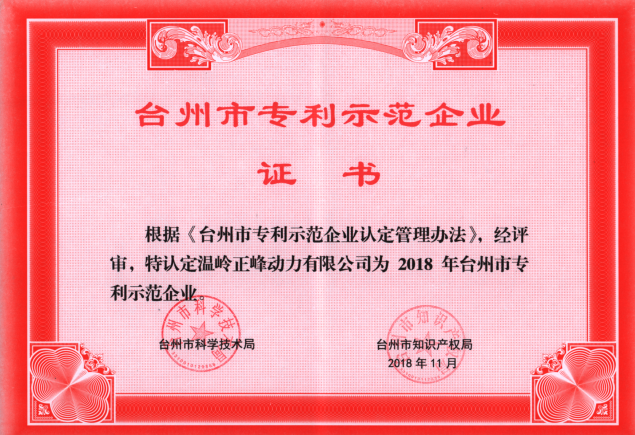 台州市专利示范企业
证 书
根据《台州市专利示范企业认定管理办法》，经评
审，特认定温岭正峰动力有限公司为 2018 年台州市专
利示范企业。
台州市科学技术局
台州市知识产权局
2018 年 11 月